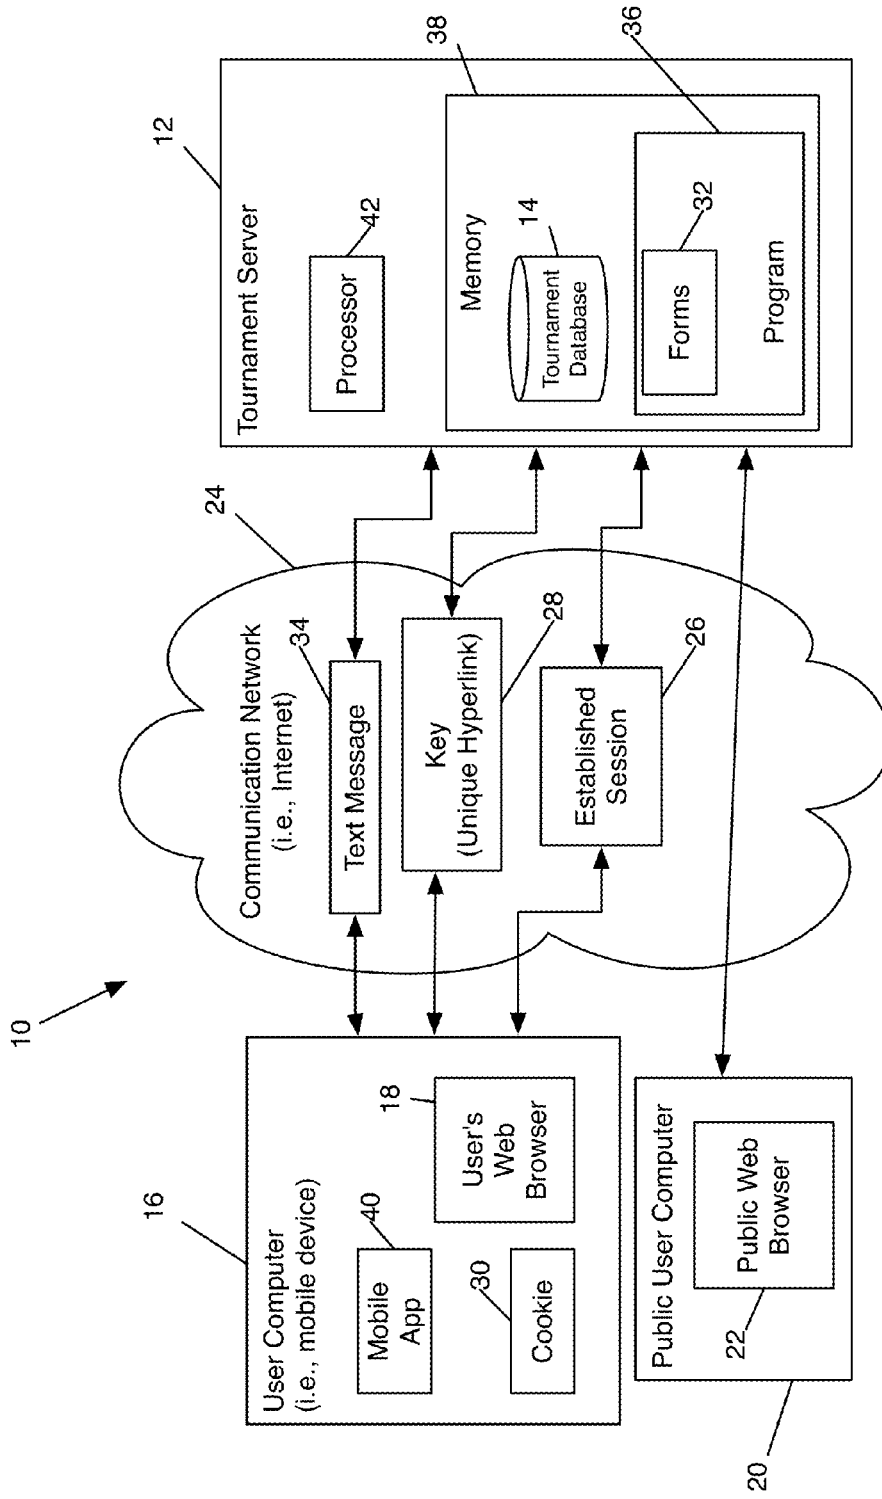 10
16
User Computer
(i.e., mobile device)
Mobile
App
40
18
User's
Web
Browser
30
Cookie
Public User Computer
Public Web
Browser
22
20
Communication Network
(i.e., Internet)
24
34
Text Message
Key
(Unique Hyperlink)
28
Established
Session
26
12
Tournament Server
Processor
42
38
Memory
14
Tournament
Database
36
Forms
32
Program